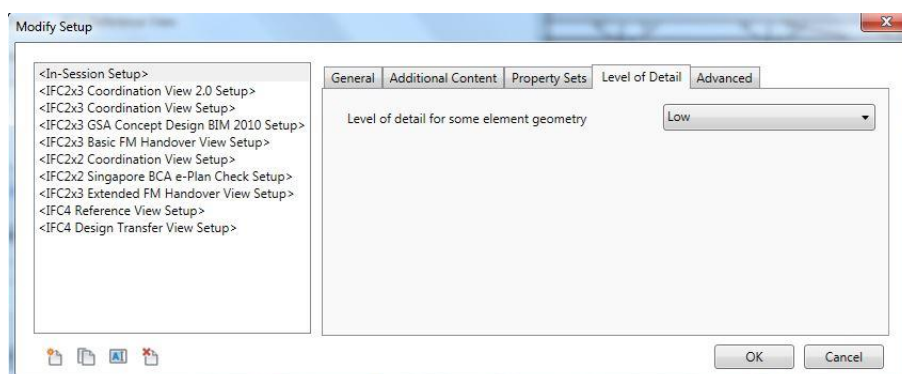 Modify Setup
<In-Session Setup>
<IFC2x3 Coordination View 2.0 Setup>
<IFC2x3 Coordination View Setup>
<IFC2x3 GSA Concept Design BIM 2010 Setup>
<IFC2x3 Basic FM Handover View Setup>
<IFC2x2 Coordination View Setup>
<IFC2x2 Singapore BCA e-Plan Check Setup>
<IFC2x3 Extended FM Handover View Setup>
<IFC4 Reference View Setup>
<IFC4 Design Transfer View Setup>
General Additional Content Property Sets Level of Detail Advanced
Level of detail for some element geometry Low
OK Cancel